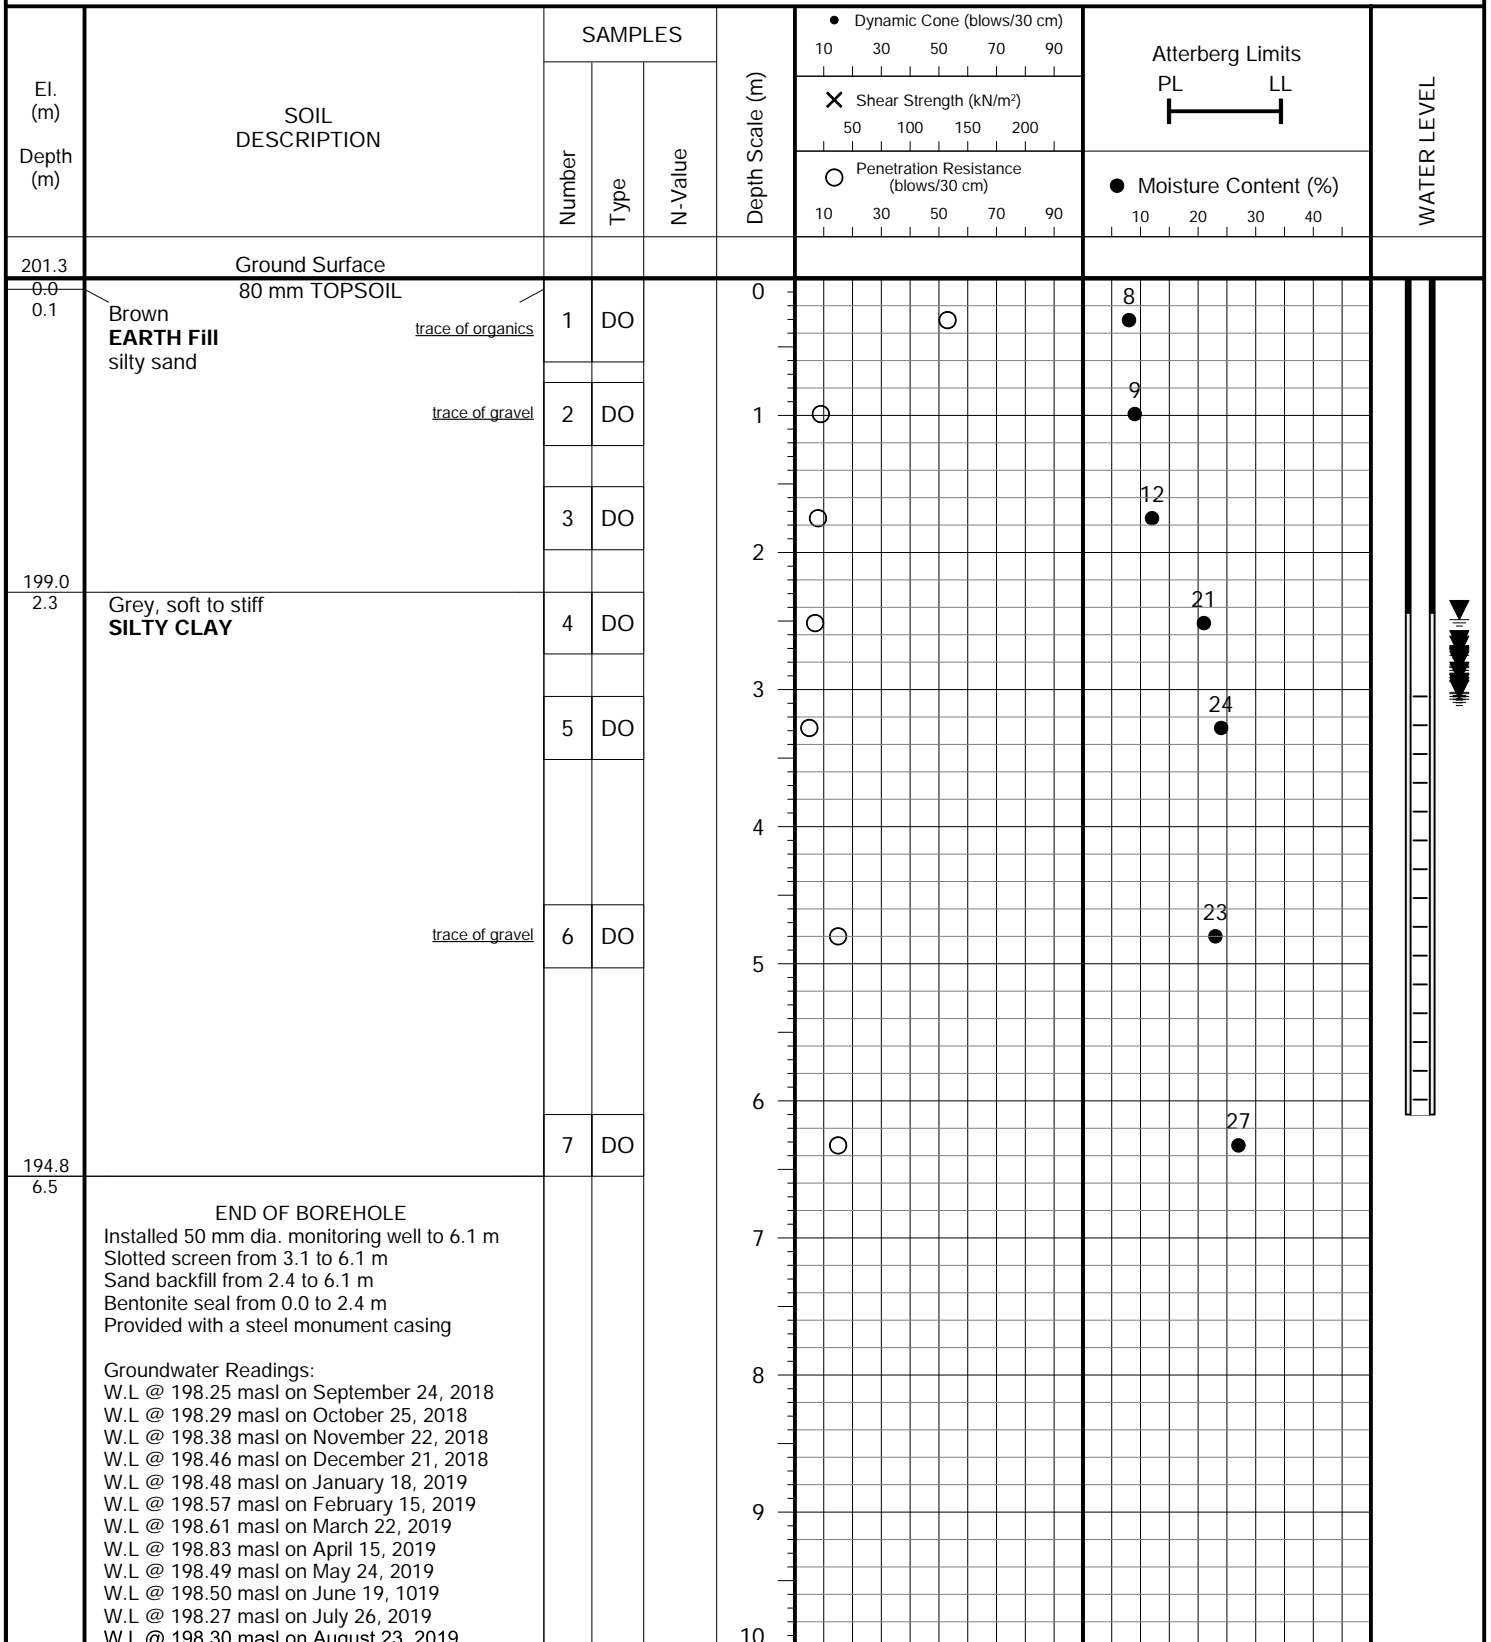 El.
(m)
Depth
(m)
SOIL
DESCRIPTION
SAMPLES
Number
Type
N-Value
Depth Scale (m)
Dynamic Cone (blows/30 cm)
10 30 50 70 90
Shear Strength (kN/m²)
50 100 150 200
Penetration Resistance
(blows/30 cm)
10 30 50 70 90
Atterberg Limits
PL LL
Moisture Content (%)
10 20 30 40
WATER LEVEL
201.3
Ground Surface
0.0
80 mm TOPSOIL
0
0.1
Brown
EARTH Fill
silty sand
trace of organics
1 DO
8
trace of gravel
2 DO
1
9
3 DO
12
2
199.0
2.3
Grey, soft to stiff
SILTY CLAY
4 DO
21
3
5 DO
24
4
trace of gravel
6 DO
23
5
6
7 DO
27
194.8
6.5
END OF BOREHOLE
Installed 50 mm dia. monitoring well to 6.1 m
7
Slotted screen from 3.1 to 6.1 m
Sand backfill from 2.4 to 6.1 m
Bentonite seal from 0.0 to 2.4 m
Provided with a steel monument casing
Groundwater Readings:
8
W.L @ 198.25 masl on September 24, 2018
W.L @ 198.29 masl on October 25, 2018
W.L @ 198.38 masl on November 22, 2018
W.L @ 198.46 masl on December 21, 2018
W.L @ 198.48 masl on January 18, 2019
W.L @ 198.57 masl on February 15, 2019
9
W.L @ 198.61 masl on March 22, 2019
W.L @ 198.83 masl on April 15, 2019
W.L @ 198.49 masl on May 24, 2019
W.L @ 198.50 masl on June 19, 1019
W.L @ 198.27 masl on July 26, 2019
W.L @ 198.30 masl on August 23, 2019
10